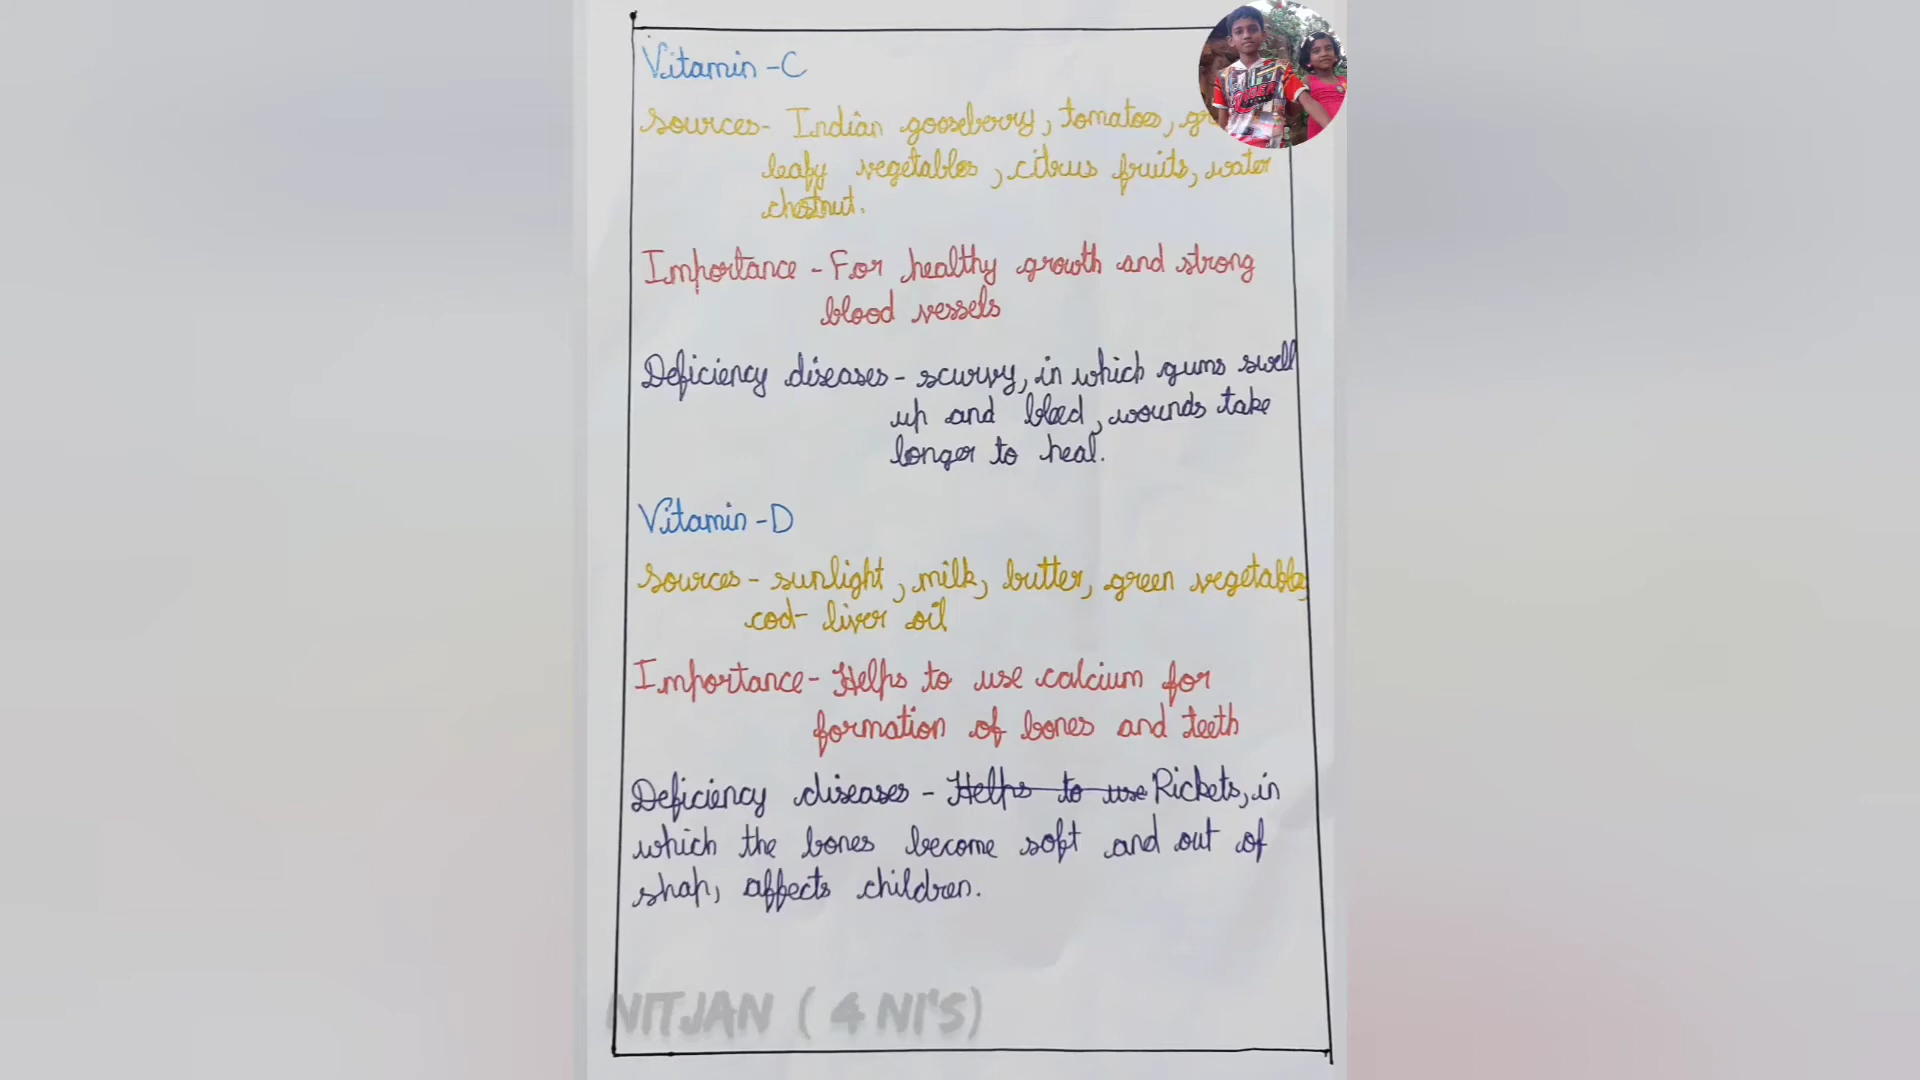 Vitamin - C
Sources - Indian gooseberry, tomatoes,
leafy vegetables, citrus fruits, water
chestnut.
Importance - For healthy growth and strong
blood vessels
Deficiency diseases - scurvy, in which gums swell
up and bleed, wounds take
longer to heal.
Vitamin - D
Sources - sunlight, milk, butter, green vegetables
cod- liver oil
Importance - Helps to use calcium for
formation of bones and teeth
Deficiency diseases - Helps to use Rickets, in
which the bones become soft and out of
shap, affects children.
NITJAN ( 4 NI'S)